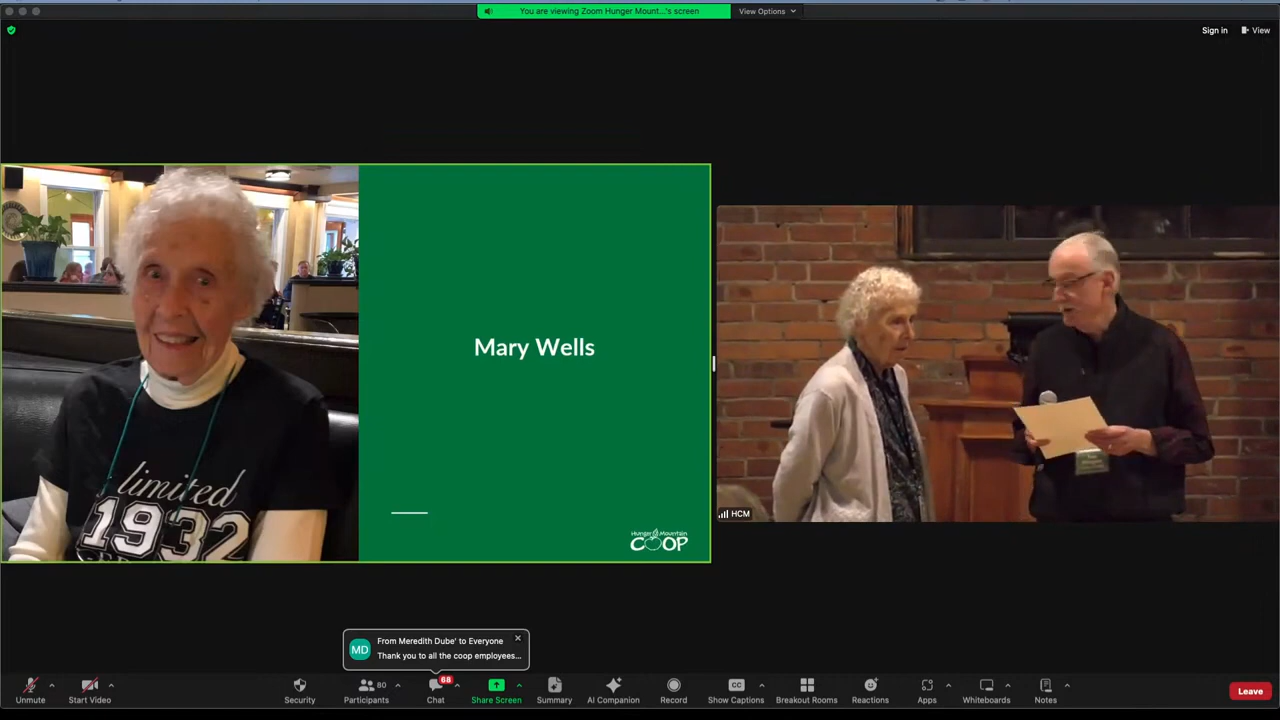 You are viewing Zoom Hunger Mount...'s screen
View Options
Sign in
View
Mary Wells
limited
1932
Hunger Mountain
COOP
HCM
MD
From Meredith Dube' to Everyone
Thank you to all the coop employees...
Unmute
Start Video
Security
80
Participants
68
Chat
Share Screen
Summary
AI Companion
Record
CC
Show Captions
Breakout Rooms
Reactions
Apps
Whiteboards
Notes
Leave